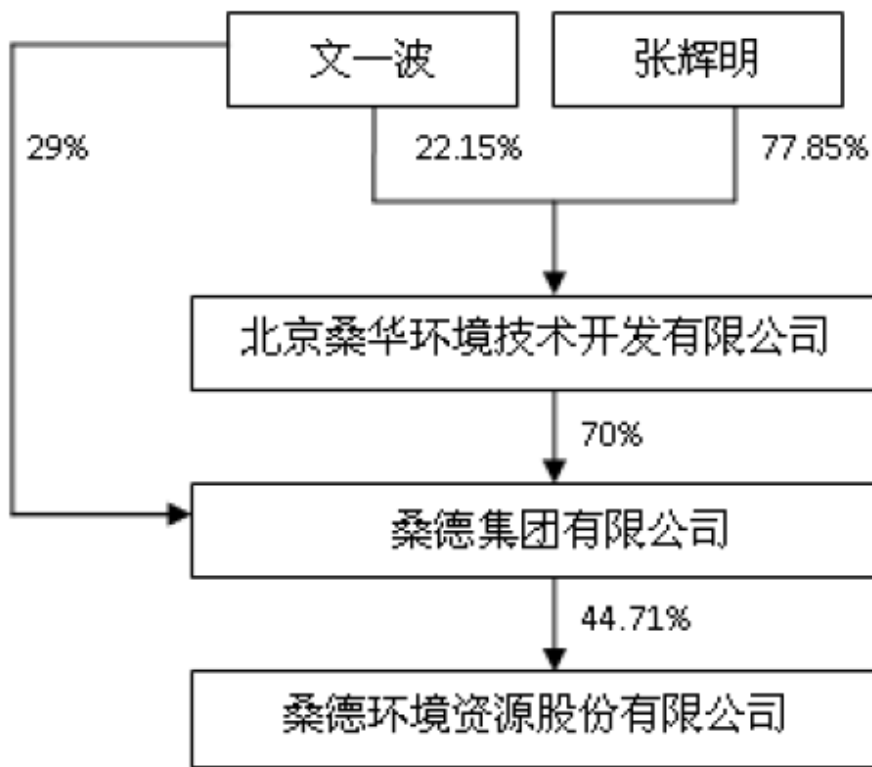 文一波
张辉明
29%
22.15%
77.85%
北京桑华环境技术开发有限公司
70%
桑德集团有限公司
44.71%
桑德环境资源股份有限公司